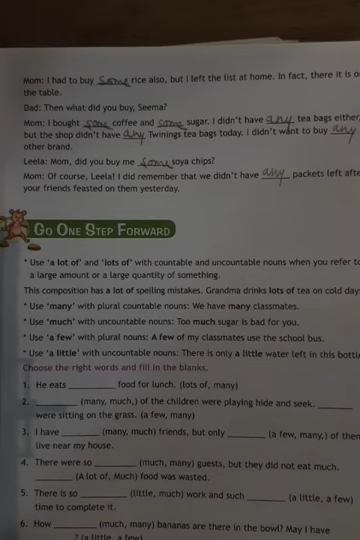 Mom: I had to buy some rice also, but I left the list at home. In fact, there it is o
the table.
Dad: Then what did you buy, Seema?
Mom: I bought some coffee and some sugar. I didn't have any tea bags either,
but the shop didn't have any Twinings tea bags today. I didn't want to buy any
other brand.
Leela: Mom, did you buy me some soya chips?
Mom: Of course, Leela! I did remember that we didn't have any packets left afte
your friends feasted on them yesterday.
GO ONE STEP FORWARD
* Use 'a lot of' and 'lots of' with countable and uncountable nouns when you refer to
a large amount or a large quantity of something.
This composition has a lot of spelling mistakes. Grandma drinks lots of tea on cold days
* Use 'many' with plural countable nouns: We have many classmates.
* Use 'much' with uncountable nouns: Too much sugar is bad for you.
* Use 'a few' with plural nouns: A few of my classmates use the school bus.
* Use 'a little' with uncountable nouns: There is only a little water left in this bottle
Choose the right words and fill in the blanks.
1. He eats ________ food for lunch. (lots of, many)
2. ________ (many, much,) of the children were playing hide and seek. ________
were sitting on the grass. (a few, many)
3. I have ________ (many, much) friends, but only ________ (a few, many,) of them
live near my house.
4. There were so ________ (much, many) guests, but they did not eat much.
________ (A lot of, Much) food was wasted.
5. There is so ________ (little, much) work and such ________ (a little, a few)
time to complete it.
6. How ________ (much, many) bananas are there in the bowl? May I have
________ ? (a little, a few)